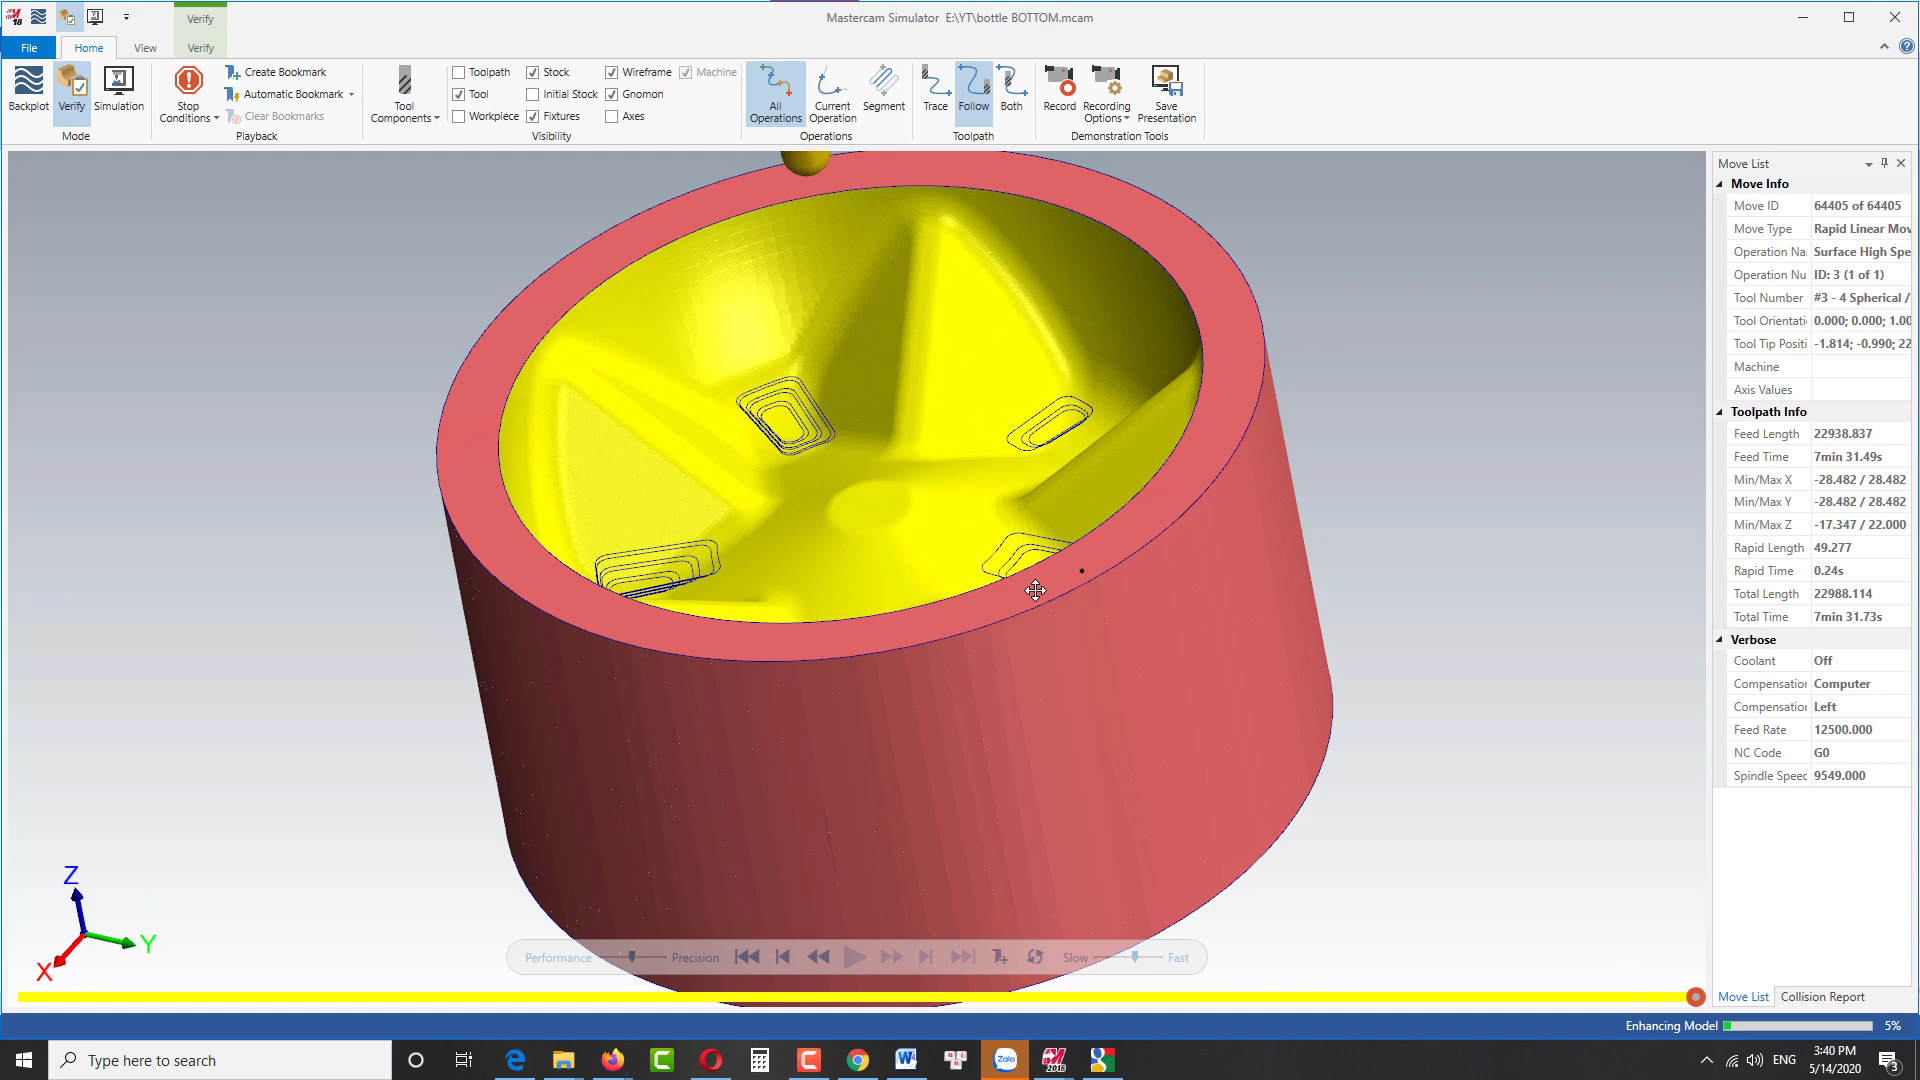 Verify
Mastercam Simulator E:\YT\bottle BOTTOM.mcam
File
Home
View
Verify
Backplot
Verify
Simulation
Mode
Stop
Conditions
Create Bookmark
Automatic Bookmark
Clear Bookmarks
Playback
Tool
Components
Toolpath
Stock
Wireframe
Machine
Tool
Initial Stock
Gnomon
Workpiece
Fixtures
Axes
Visibility
All
Operations
Current
Operation
Segment
Operations
Trace
Follow
Both
Toolpath
Record
Recording
Options
Save
Presentation
Demonstration Tools
Move List
Move Info
Move ID 64405 of 64405
Move Type Rapid Linear Mov
Operation Na Surface High Spe
Operation Nu ID: 3 (1 of 1)
Tool Number #3 - 4 Spherical /
Tool Orientati 0.000; 0.000; 1.00
Tool Tip Positi -1.814; -0.990; 22
Machine
Axis Values
Toolpath Info
Feed Length 22938.837
Feed Time 7min 31.49s
Min/Max X -28.482 / 28.482
Min/Max Y -28.482 / 28.482
Min/Max Z -17.347 / 22.000
Rapid Length 49.277
Rapid Time 0.24s
Total Length 22988.114
Total Time 7min 31.73s
Verbose
Coolant Off
Compensation Computer
Compensation Left
Feed Rate 12500.000
NC Code G0
Spindle Speed 9549.000
Z
Y
X
Performance
Precision
Slow
Fast
Move List
Collision Report
Enhancing Model 5%
Type here to search
Zalo
2018
ENG
3:40 PM
5/14/2020
3